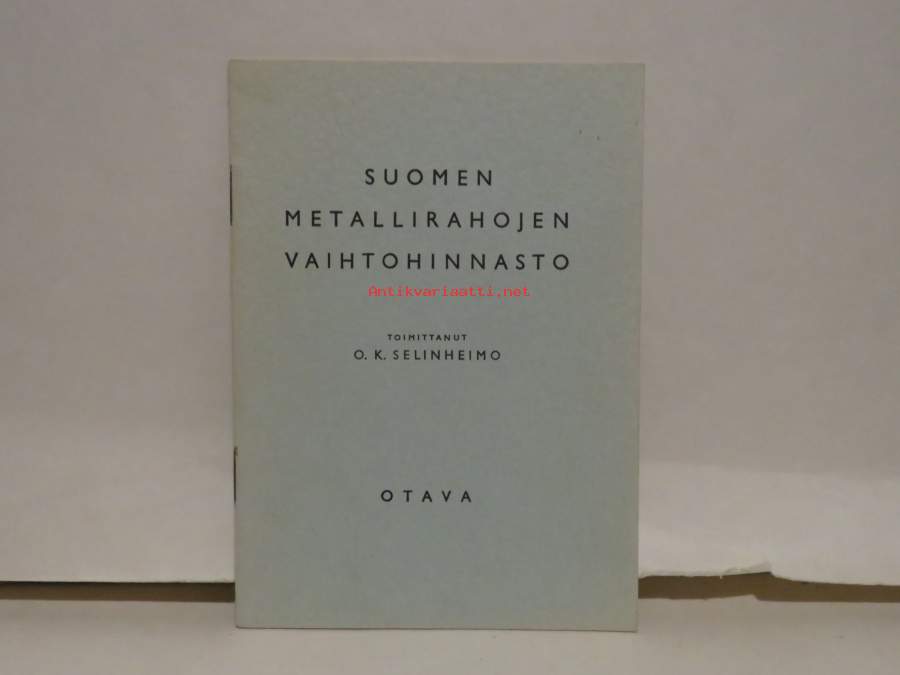 SUOMEN
METALLIRAHOJEN
VAIHTOHINNASTO
Antikvariaatti.net
TOIMITTANUT
O. K. SELINHEIMO
OTAVA